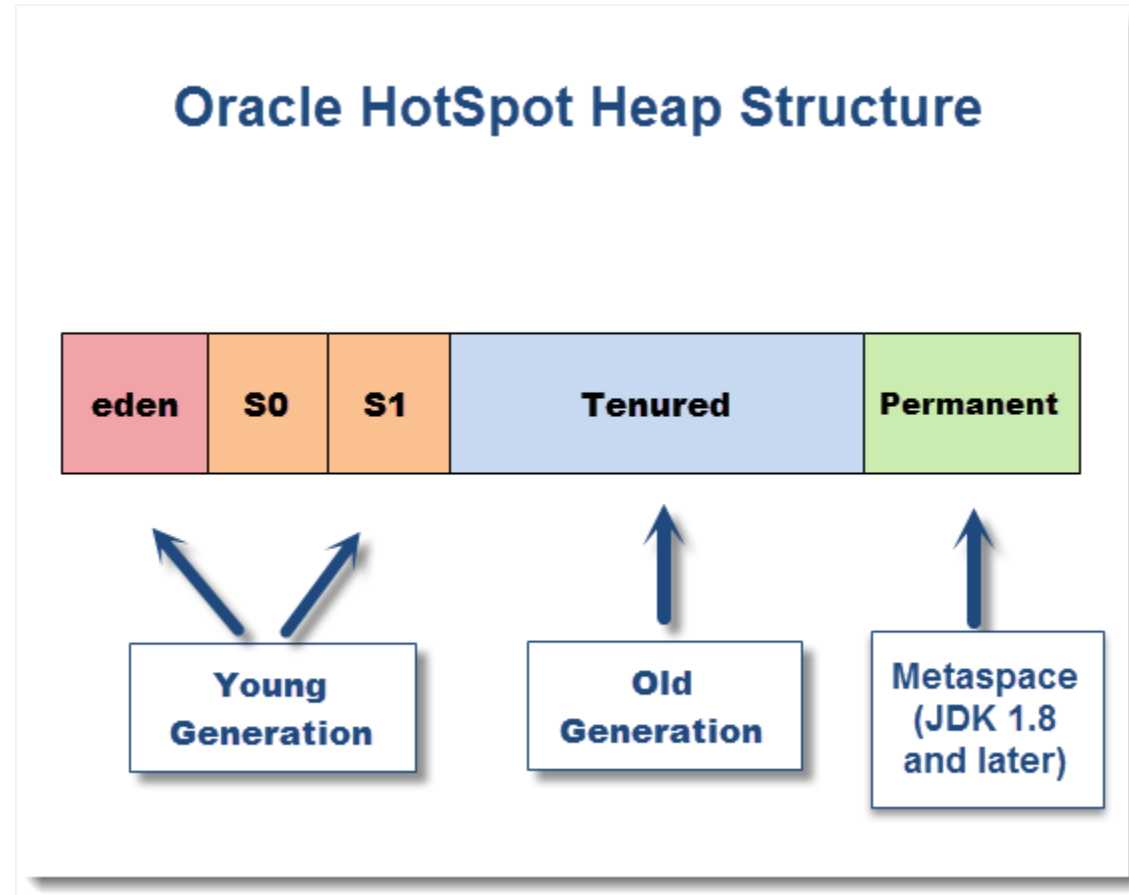 Oracle HotSpot Heap Structure
eden
S0
S1
Tenured
Permanent
Young
Generation
Old
Generation
Metaspace
(JDK 1.8
and later)